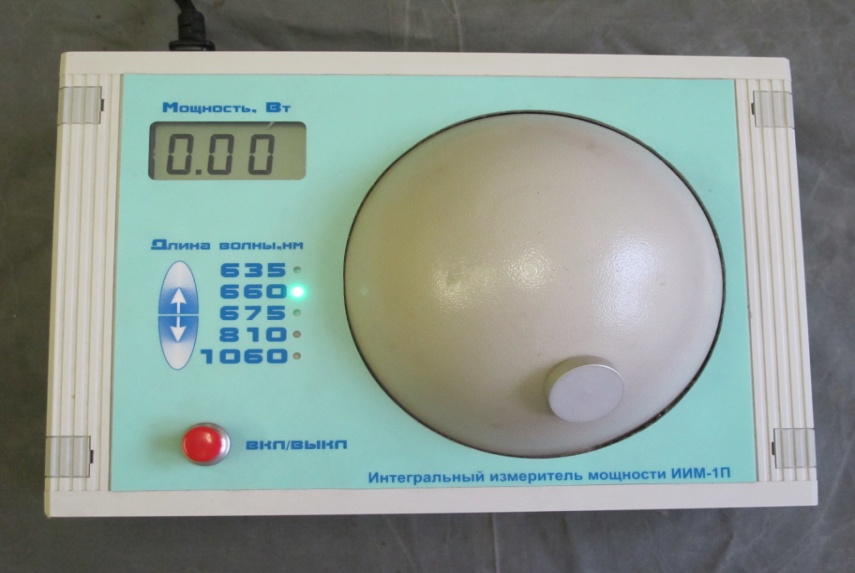 Мощность, Вт
0.00
Длина волны,нм
635
660
675
810
1060
вкл/выкл
Интегральный измеритель мощности ИИМ-1П